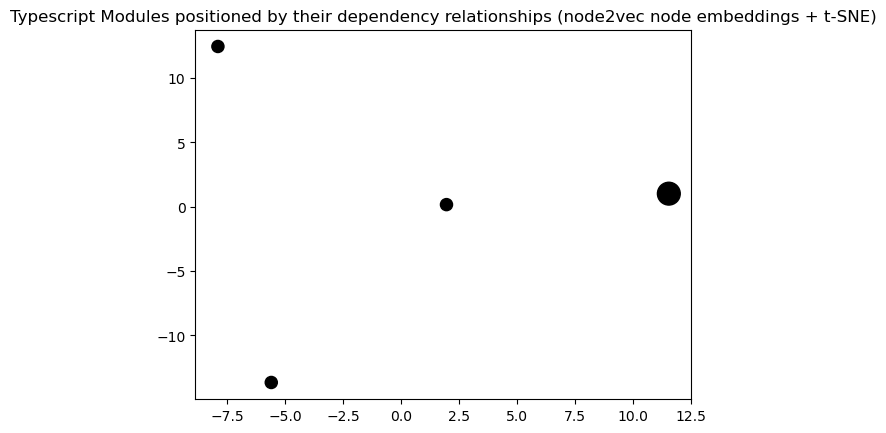 Typescript Modules positioned by their dependency relationships (node2vec node embeddings + t-SNE)
10
5
0
−5
−10
−7.5 −5.0 −2.5 0.0 2.5 5.0 7.5 10.0 12.5